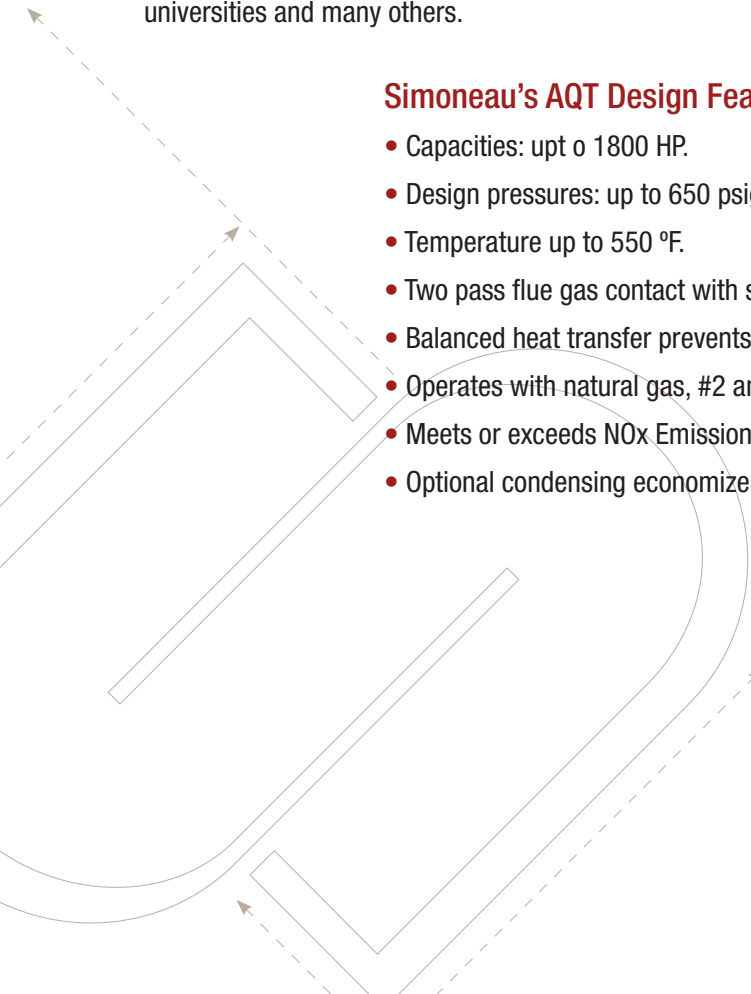 universities and many others.
Simoneau’s AQT Design Fea
• Capacities: upt o 1800 HP.
• Design pressures: up to 650 psig
• Temperature up to 550 ºF.
• Two pass flue gas contact with s
• Balanced heat transfer prevents
• Operates with natural gas, #2 an
• Meets or exceeds NOx Emission
• Optional condensing economize